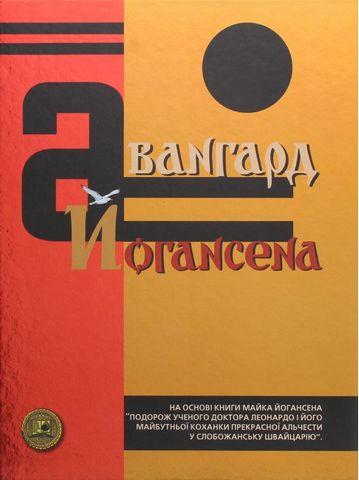 аВАНГАРД
ЙОГАНСЕНА
НА ОСНОВІ КНИГИ МАЙКА ЙОГАНСЕНА
"ПОДОРОЖ УЧЕНОГО ДОКТОРА ЛЕОНАРДО І ЙОГО
МАЙБУТНЬОЇ КОХАНКИ ПРЕКРАСНОЇ АЛЬЧЕСТИ
У СЛОБОЖАНСЬКУ ШВАЙЦАРІЮ".